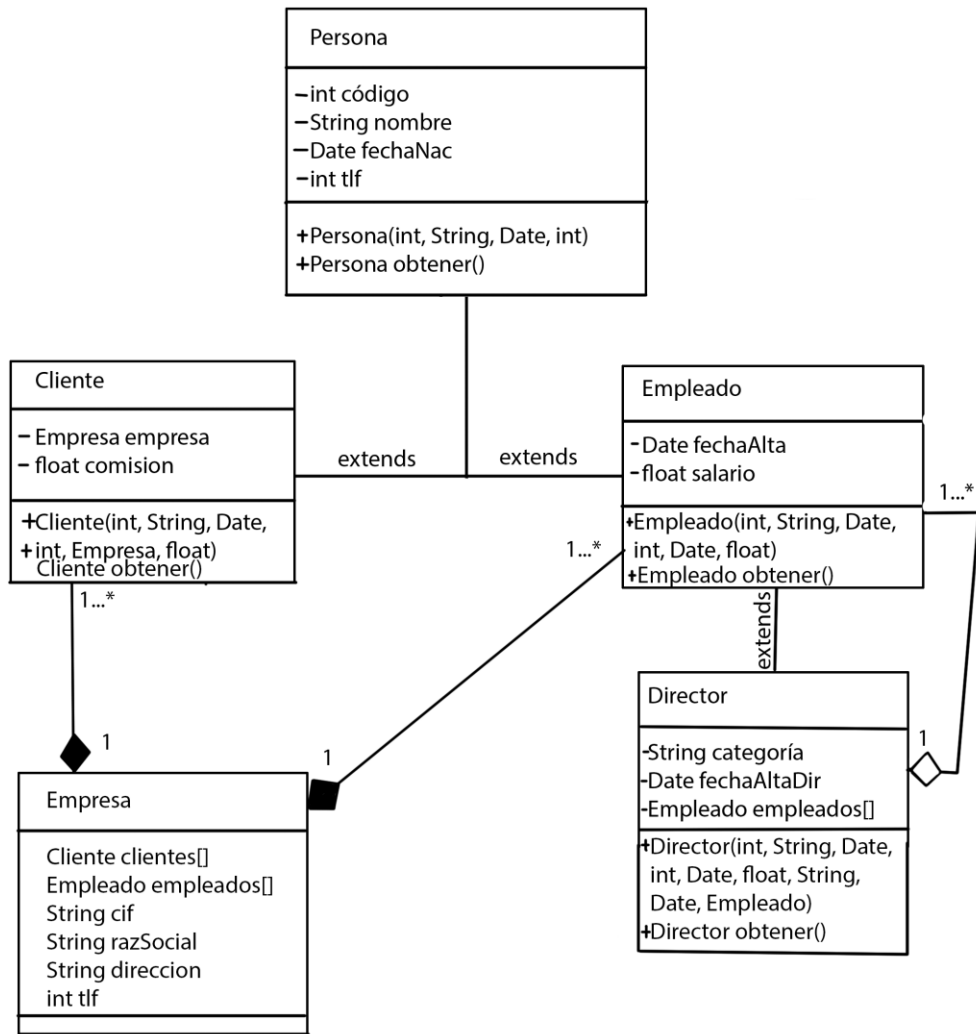 Persona
-int código
-String nombre
-Date fechaNac
-int tlf
+Persona(int, String, Date, int)
+Persona obtener()
Cliente
- Empresa empresa
- float comision
+Cliente(int, String, Date,
+int, Empresa, float)
Cliente obtener()
extends
extends
Empleado
-Date fechaAlta
-float salario
+Empleado(int, String, Date,
int, Date, float)
+Empleado obtener()
1...*
1...*
1...*
extends
Director
-String categoría
-Date fechaAltaDir
-Empleado empleados[]
+Director(int, String, Date,
int, Date, float, String,
Date, Empleado)
+Director obtener()
1
1
1
Empresa
Cliente clientes[]
Empleado empleados[]
String cif
String razSocial
String direccion
int tlf